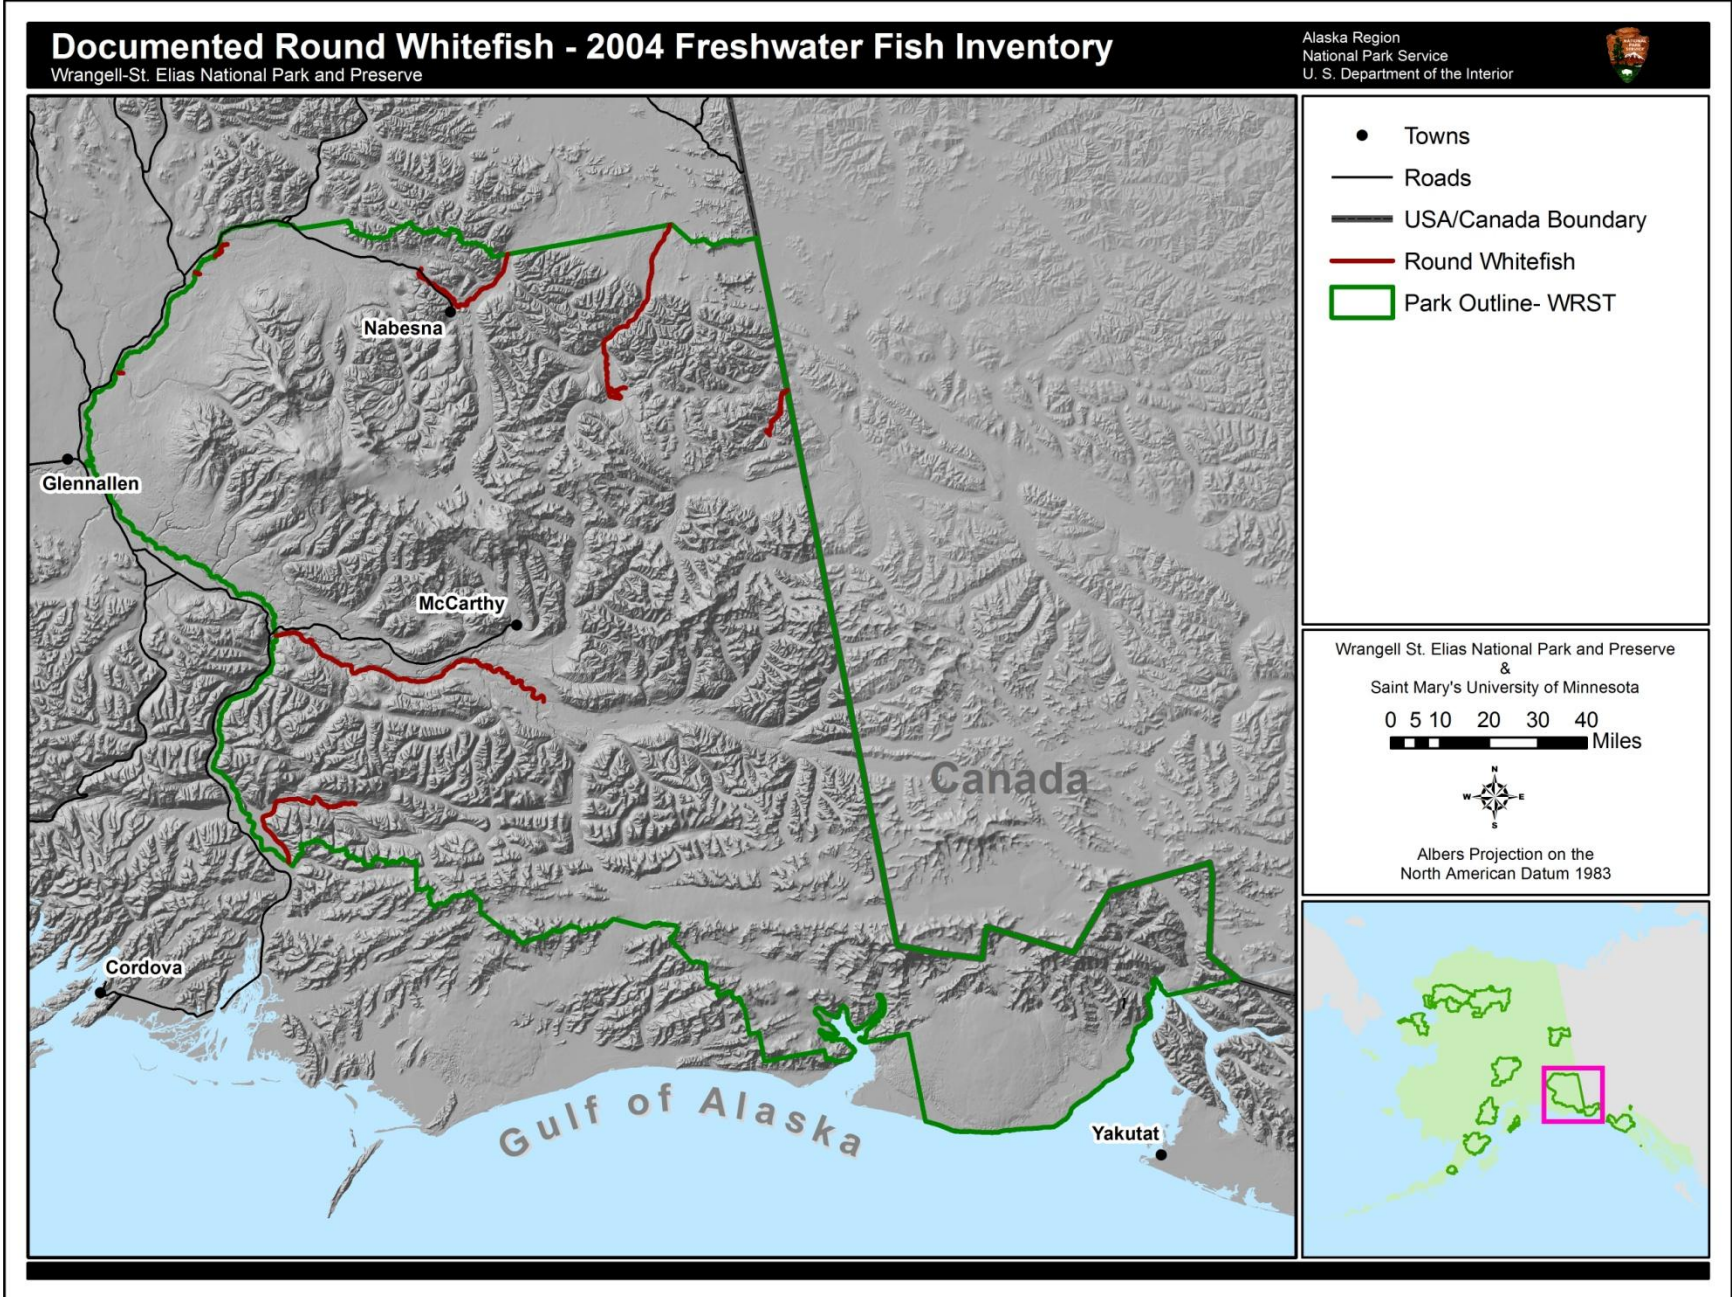 Documented Round Whitefish - 2004 Freshwater Fish Inventory
Wrangell-St. Elias National Park and Preserve
Alaska Region
National Park Service
U. S. Department of the Interior
Towns
Roads
USA/Canada Boundary
Round Whitefish
Park Outline- WRST
Nabesna
Glennallen
McCarthy
Canada
Cordova
Gulf of Alaska
Yakutat
Wrangell St. Elias National Park and Preserve
&
Saint Mary's University of Minnesota
0 5 10 20 30 40
Miles
N
W E
S
Albers Projection on the
North American Datum 1983